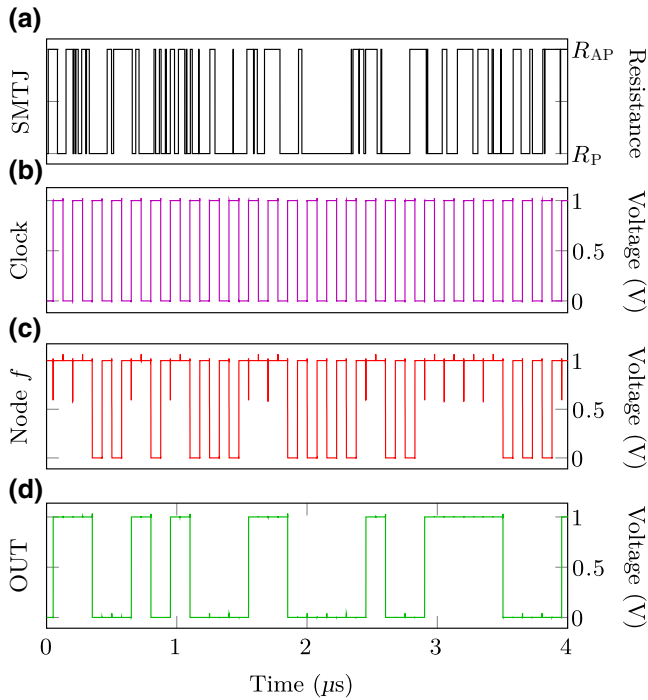 (a)
SMTJ
R_AP
R_P
Resistance
(b)
Clock
1
0.5
0
Voltage (V)
(c)
Node f
1
0.5
0
Voltage (V)
(d)
OUT
1
0.5
0
Voltage (V)
0 1 2 3 4
Time (µs)